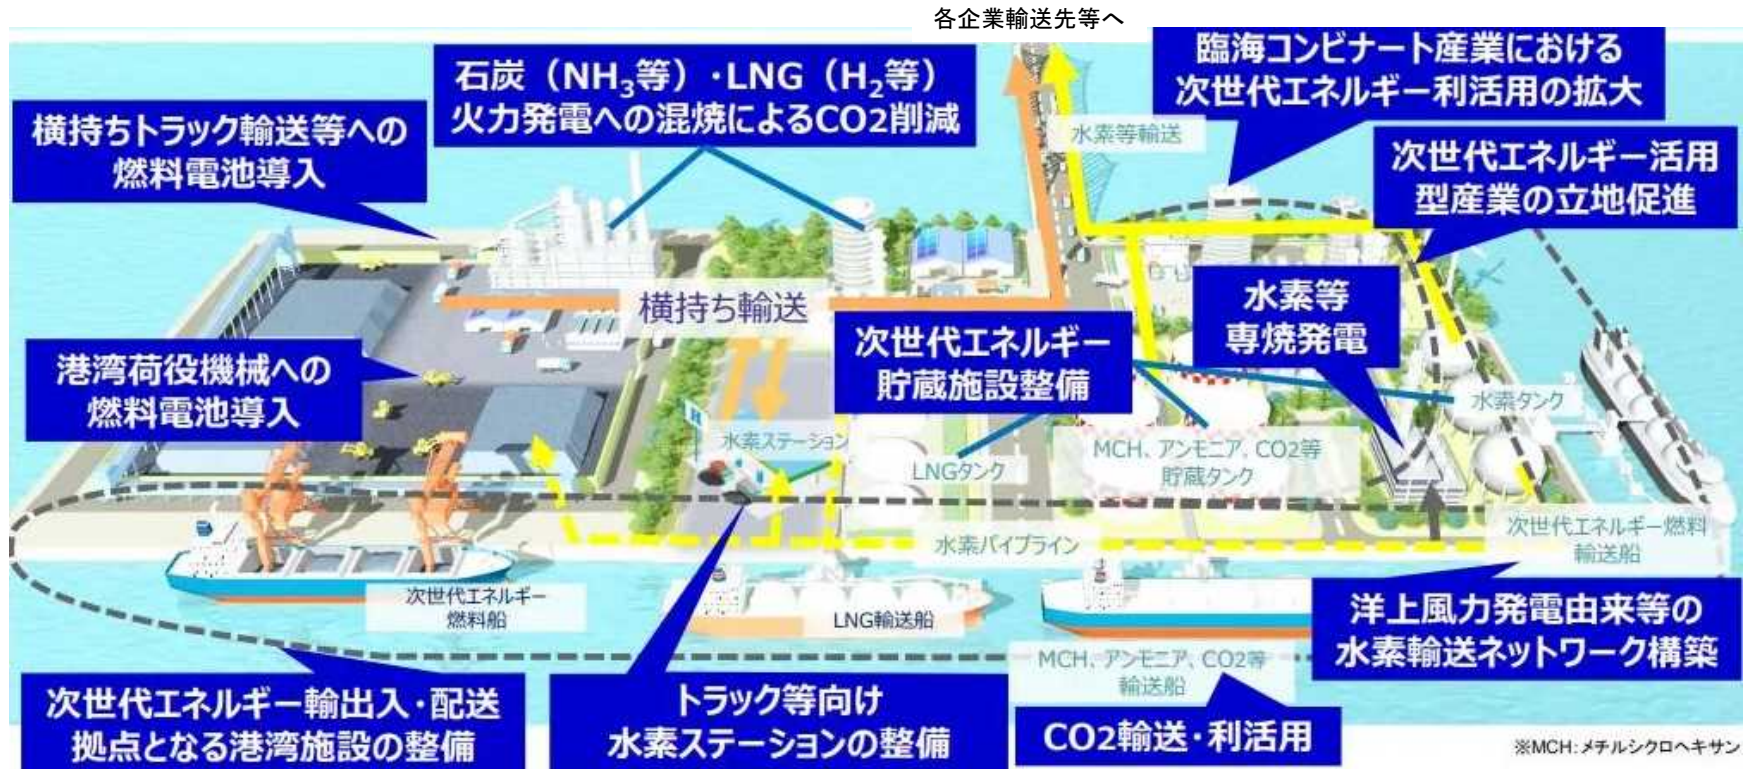 各企業輸送先等へ
石炭（NH3等）・LNG（H2等）
火力発電への混焼によるCO2削減
臨海コンビナート産業における
次世代エネルギー利活用の拡大
横持ちトラック輸送等への
燃料電池導入
水素等輸送
次世代エネルギー活用
型産業の立地促進
横持ち輸送
水素等
専焼発電
次世代エネルギー
貯蔵施設整備
港湾荷役機械への
燃料電池導入
水素タンク
H
水素ステーション
LNGタンク
MCH、アンモニア、CO2等
貯蔵タンク
水素パイプライン
次世代エネルギー燃料
輸送船
次世代エネルギー
燃料船
LNG輸送船
洋上風力発電由来等の
水素輸送ネットワーク構築
MCH、アンモニア、CO2等
輸送船
次世代エネルギー輸出入・配送
拠点となる港湾施設の整備
トラック等向け
水素ステーションの整備
CO2輸送・利活用
※MCH：メチルシクロヘキサン